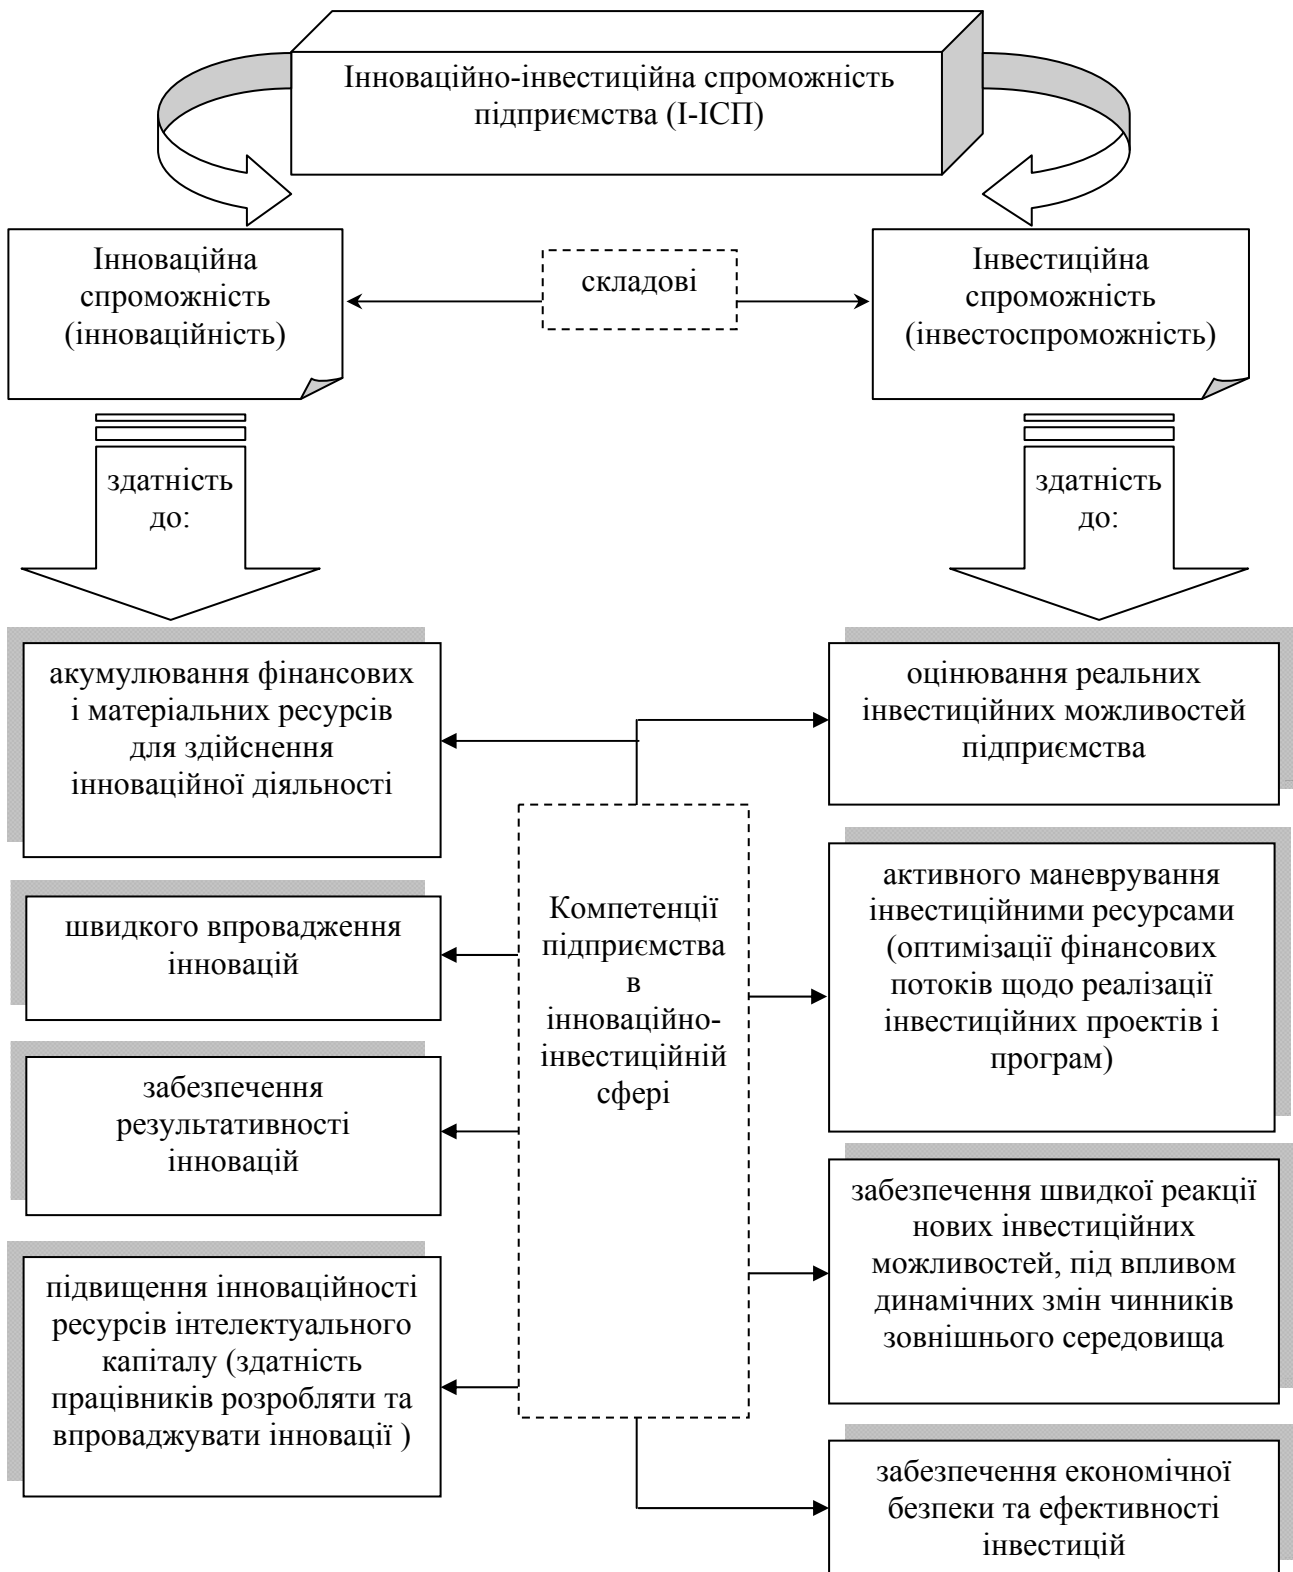 Інноваційно-інвестиційна спроможність
підприємства (І-ІСП)
Інноваційна
спроможність
(інноваційність)
складові
Інвестиційна
спроможність
(інвестоспроможність)
здатність
до:
здатність
до:
акумулювання фінансових
і матеріальних ресурсів
для здійснення
інноваційної діяльності
швидкого впровадження
інновацій
забезпечення
результативності
інновацій
підвищення інноваційності
ресурсів інтелектуального
капіталу (здатність
працівників розробляти та
впроваджувати інновації )
Компетенції
підприємства
в
інноваційно-
інвестиційній
сфері
оцінювання реальних
інвестиційних можливостей
підприємства
активного маневрування
інвестиційними ресурсами
(оптимізації фінансових
потоків щодо реалізації
інвестиційних проектів і
програм)
забезпечення швидкої реакції
нових інвестиційних
можливостей, під впливом
динамічних змін чинників
зовнішнього середовища
забезпечення економічної
безпеки та ефективності
інвестицій